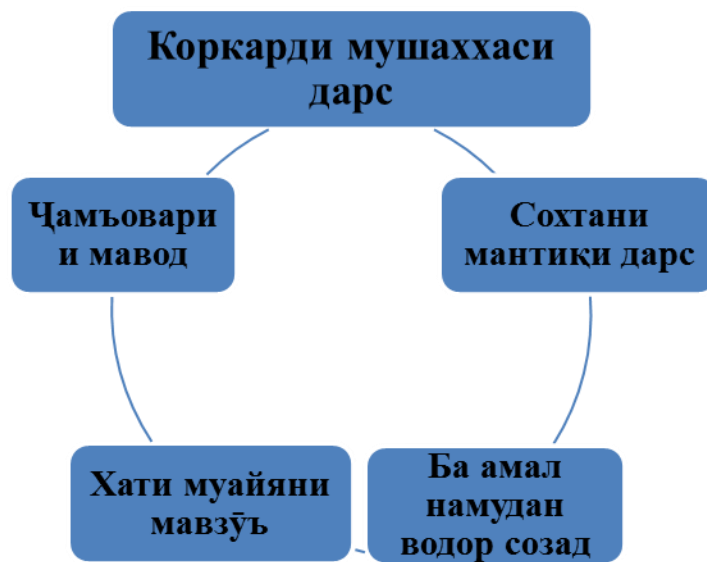 Коркарди мушаххаси
дарс
Ҷамъовари
и мавод
Сохтани
мантиқи дарс
Хати муайяни
мавзӯъ
Ба амал
намудан
водор созад